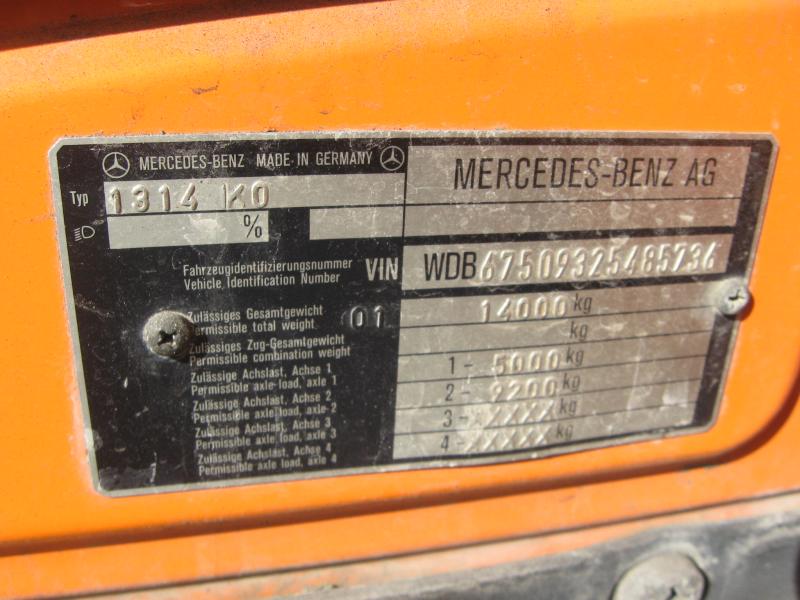 MERCEDES-BENZ MADE IN GERMANY
MERCEDES-BENZ AG
Typ 1314 KO
%
Fahrzeugidentifizierungsnummer
Vehicle Identification Number
VIN WDB67509325485736
Zulässiges Gesamtgewicht
Permissible total weight
01 14000 kg
Zulässiges Zug-Gesamtgewicht
Permissible combination weight
kg
Zulässige Achslast, Achse 1
Permissible axle-load, axle 1
1 - 5000 kg
Zulässige Achslast, Achse 2
Permissible axle-load, axle-2
2 - 9200 kg
Zulässige Achslast, Achse 3
Permissible axle load, axle 3
3 - XXXXX kg
Zulässige Achslast, Achse 4
Permissible axle load, axle 4
4 - XXXXX kg